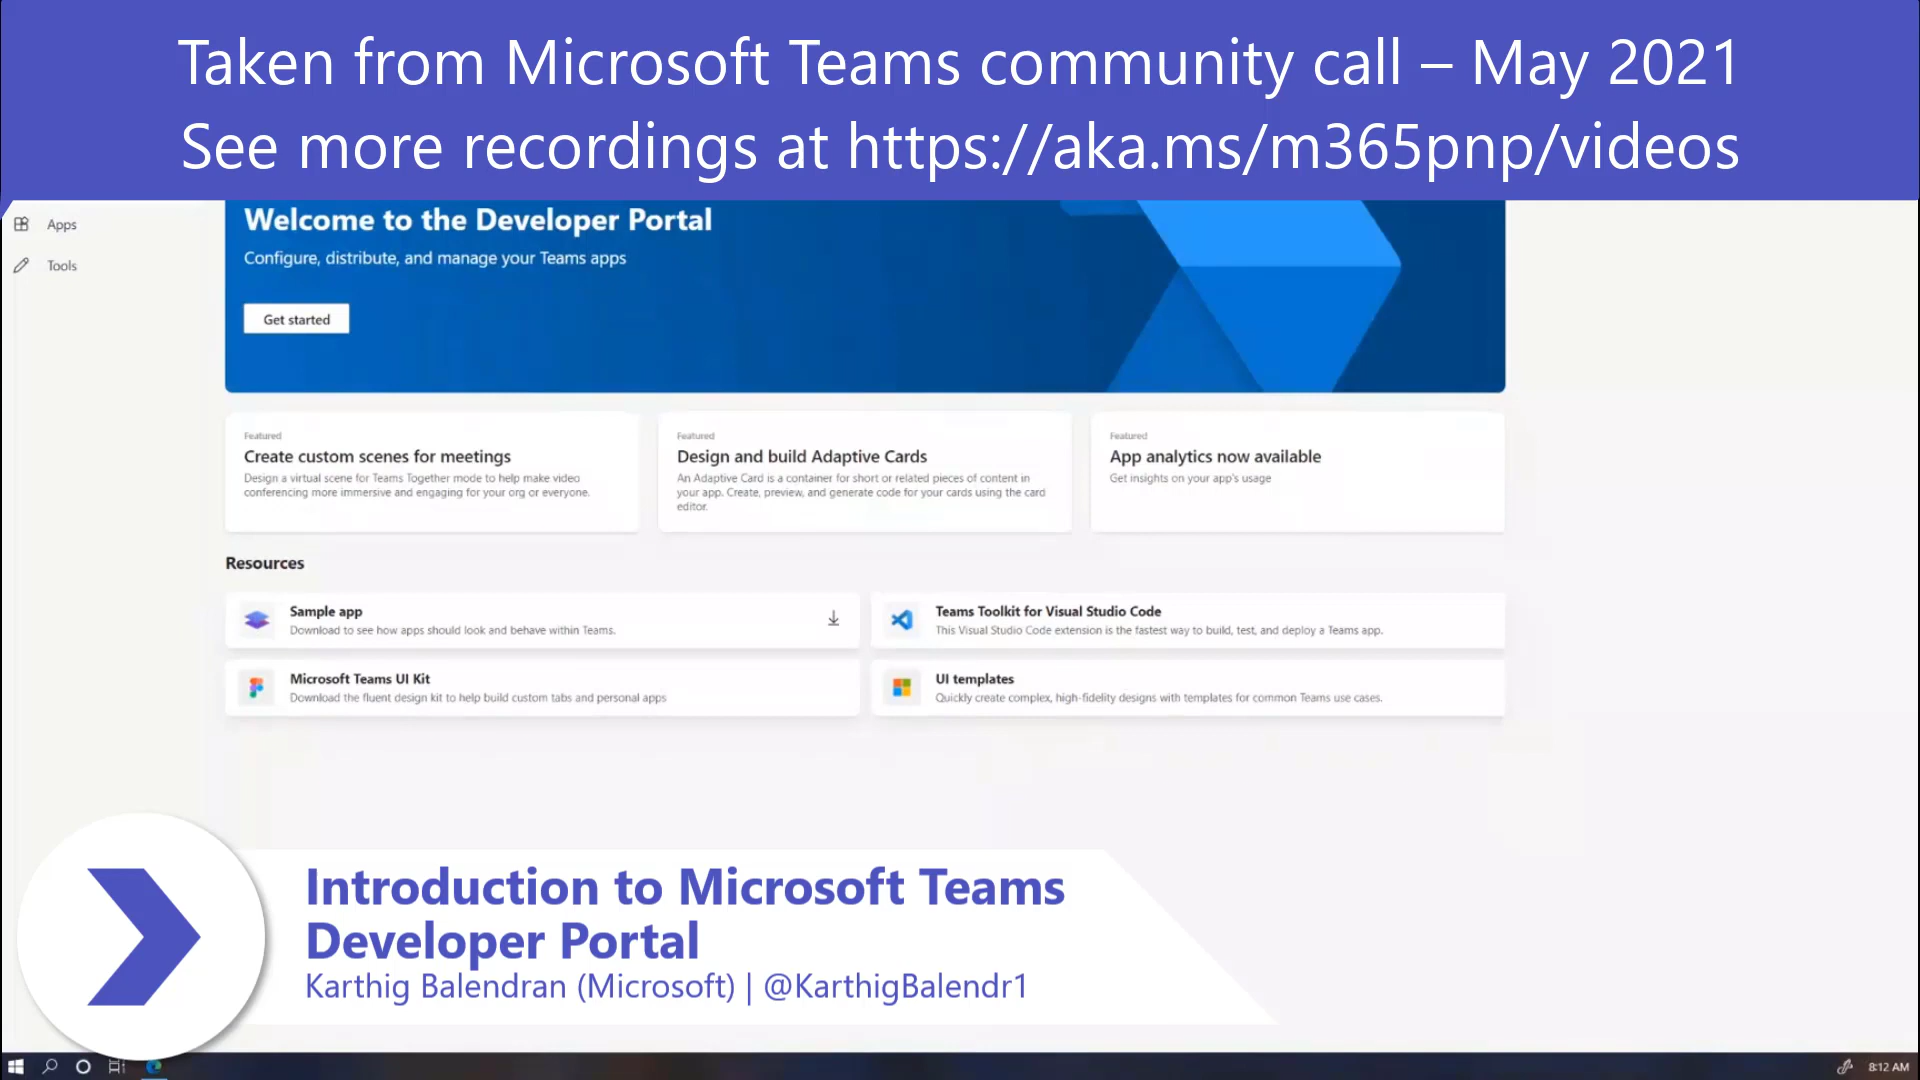 Taken from Microsoft Teams community call – May 2021
See more recordings at https://aka.ms/m365pnp/videos
Apps
Tools
Welcome to the Developer Portal
Configure, distribute, and manage your Teams apps
Get started
Featured
Create custom scenes for meetings
Design a virtual scene for Teams Together mode to help make video
conferencing more immersive and engaging for your org or everyone.
Featured
Design and build Adaptive Cards
An Adaptive Card is a container for short or related pieces of content in
your app. Create, preview, and generate code for your cards using the card
editor.
Featured
App analytics now available
Get insights on your app's usage
Resources
Sample app
Download to see how apps should look and behave within Teams.
Teams Toolkit for Visual Studio Code
This Visual Studio Code extension is the fastest way to build, test, and deploy a Teams app.
Microsoft Teams UI Kit
Download the fluent design kit to help build custom tabs and personal apps
UI templates
Quickly create complex, high-fidelity designs with templates for common Teams use cases.
Introduction to Microsoft Teams
Developer Portal
Karthig Balendran (Microsoft) | @KarthigBalendr1
8:12 AM